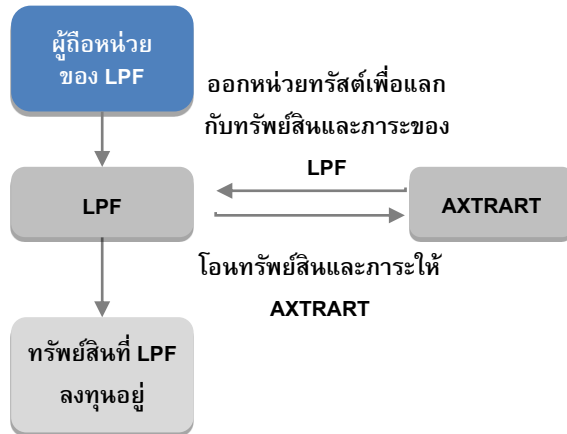 ผู้ถือหน่วย
ของ LPF
ออกหน่วยทรัสต์เพื่อแลก
กับทรัพย์สินและภาระของ
LPF
LPF
AXTRART
โอนทรัพย์สินและภาระให้
AXTRART
ทรัพย์สินที่ LPF
ลงทุนอยู่